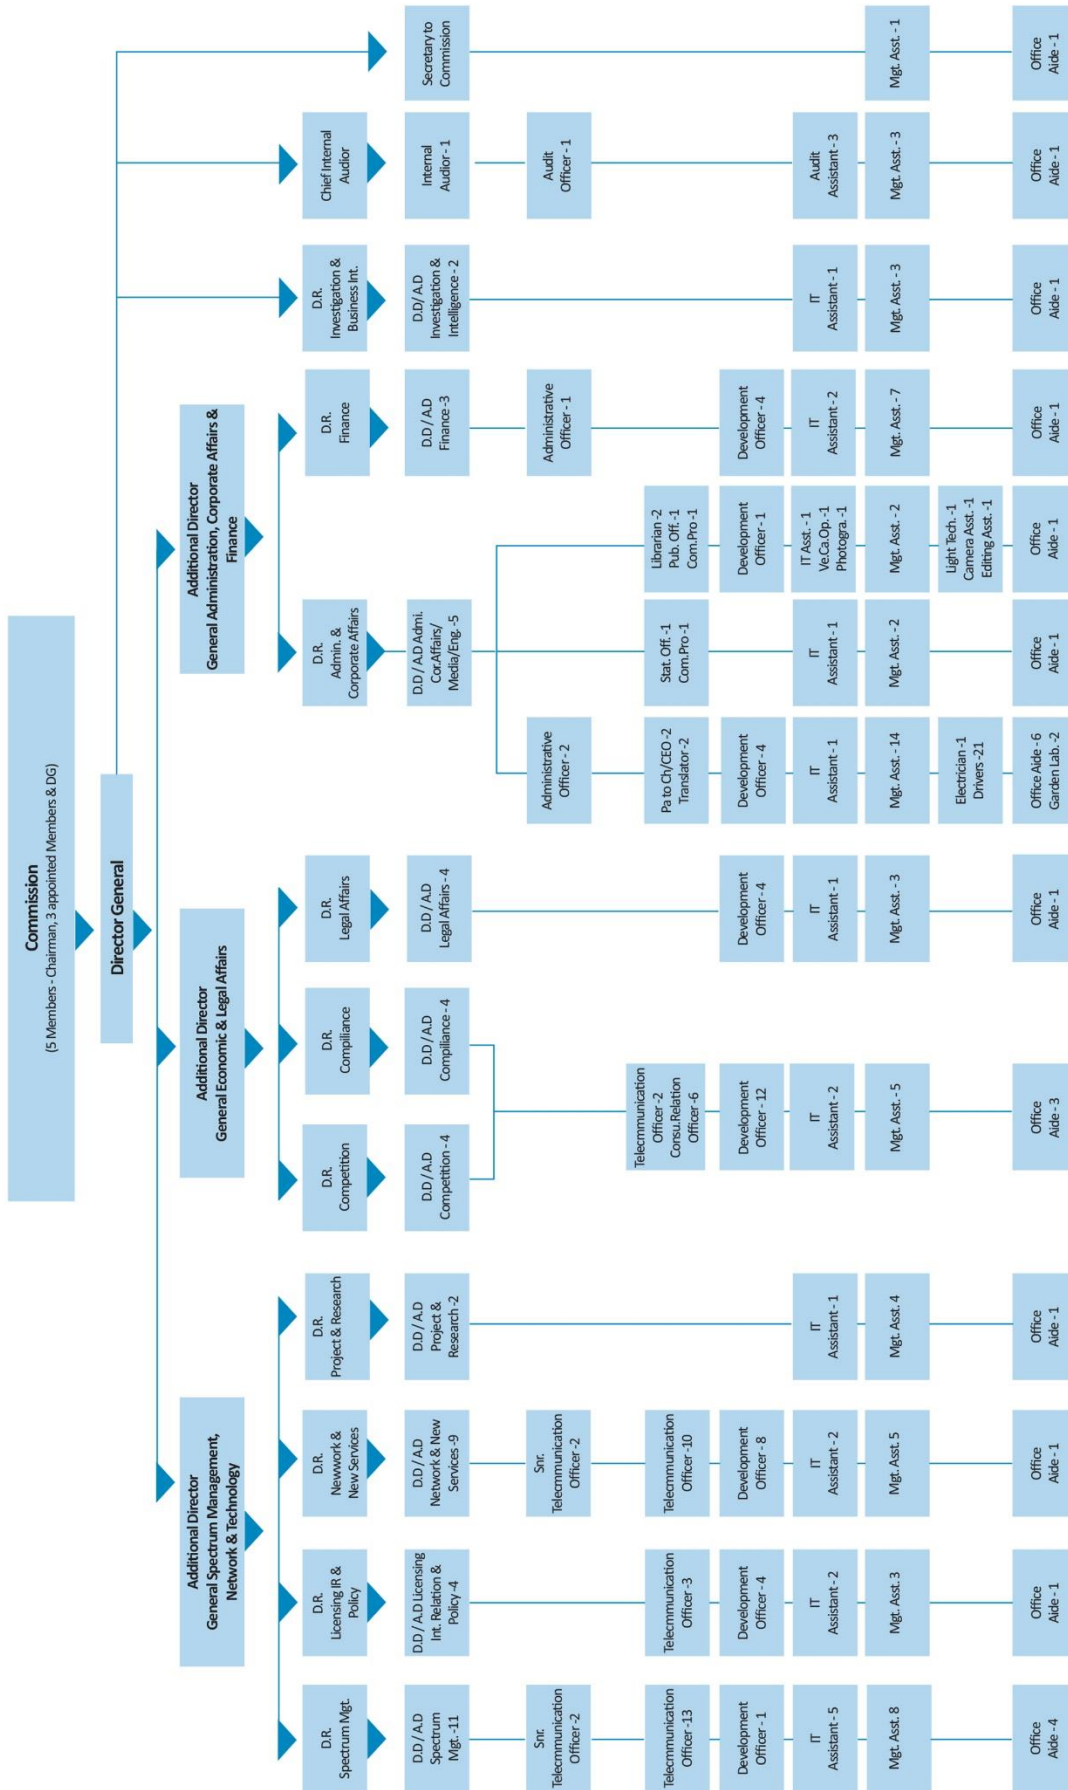 Commission
(5 Members - Chairman, 3 appointed Members & DG)
Director General
Additional Director
General Spectrum Management,
Network & Technology
Additional Director
General Economic & Legal Affairs
Additional Director
General Administration, Corporate Affairs &
Finance
D.R.
Spectrum Mgt.
D.R.
Licensing IR &
Policy
D.R.
Newwork &
New Services
D.R.
Project & Research
D.R.
Competition
D.R.
Compiliance
D.R.
Legal Affairs
D.R.
Admin. &
Corporate Affairs
D.R.
Finance
D.R.
Investigation &
Business Int.
Chief Internal
Audior
Secretary to
Commission
D.D / A.D
Spectrum
Mgt. -11
D.D / A.D Licensing
Int. Relation &
Policy -4
D.D / A.D
Network & New
Services -9
D.D / A.D
Project &
Research -2
D.D / A.D
Competition - 4
D.D / A.D
Compiliance - 4
D.D / A.D
Legal Affairs - 4
D.D / A.D Admi.
Cor.Affairs/
Media/Eng. -5
D.D / A.D
Finance -3
D.D/ A.D
Investigation &
Intelligence - 2
Internal
Audior - 1
Snr.
Telecmmunication
Officer -2
Snr.
Telecmmunication
Officer -2
Administrative
Officer - 2
Administrative
Officer - 1
Audit
Officer - 1
Telecmmunication
Officer -13
Telecmmunication
Officer -3
Telecmmunication
Officer -10
Telecmmunication
Officer -2
Consu.Relation
Officer -6
Pa to Ch/CEO -2
Translator -2
Stat. Off. -1
Com.Pro -1
Librarian -2
Pub. Off. -1
Com.Pro -1
Development
Officer - 1
Development
Officer - 4
Development
Officer - 8
Development
Officer - 12
Development
Officer - 4
Development
Officer - 4
Development
Officer - 1
Development
Officer - 4
IT
Assistant - 5
IT
Assistant - 2
IT
Assistant - 2
IT
Assistant - 1
IT
Assistant - 2
IT
Assistant - 1
IT
Assistant - 1
IT
Assistant - 1
IT Asst. - 1
Ve.Ca.Op. -1
Photogra. -1
IT
Assistant - 2
IT
Assistant - 1
Audit
Assistant - 3
Mgt. Asst. 8
Mgt. Asst. 3
Mgt. Asst. 5
Mgt. Asst. 4
Mgt. Asst. - 5
Mgt. Asst. - 3
Mgt. Asst. - 14
Mgt. Asst. - 2
Mgt. Asst. - 2
Mgt. Asst. - 7
Mgt. Asst. - 3
Mgt. Asst. - 3
Mgt. Asst. - 1
Electrician -1
Drivers -21
Light Tech. -1
Camera Asst. -1
Editing Asst. -1
Office
Aide - 4
Office
Aide - 1
Office
Aide - 1
Office
Aide - 1
Office
Aide - 3
Office
Aide - 1
Office Aide - 6
Garden Lab. -2
Office
Aide - 1
Office
Aide - 1
Office
Aide - 1
Office
Aide - 1
Office
Aide - 1
Office
Aide - 1